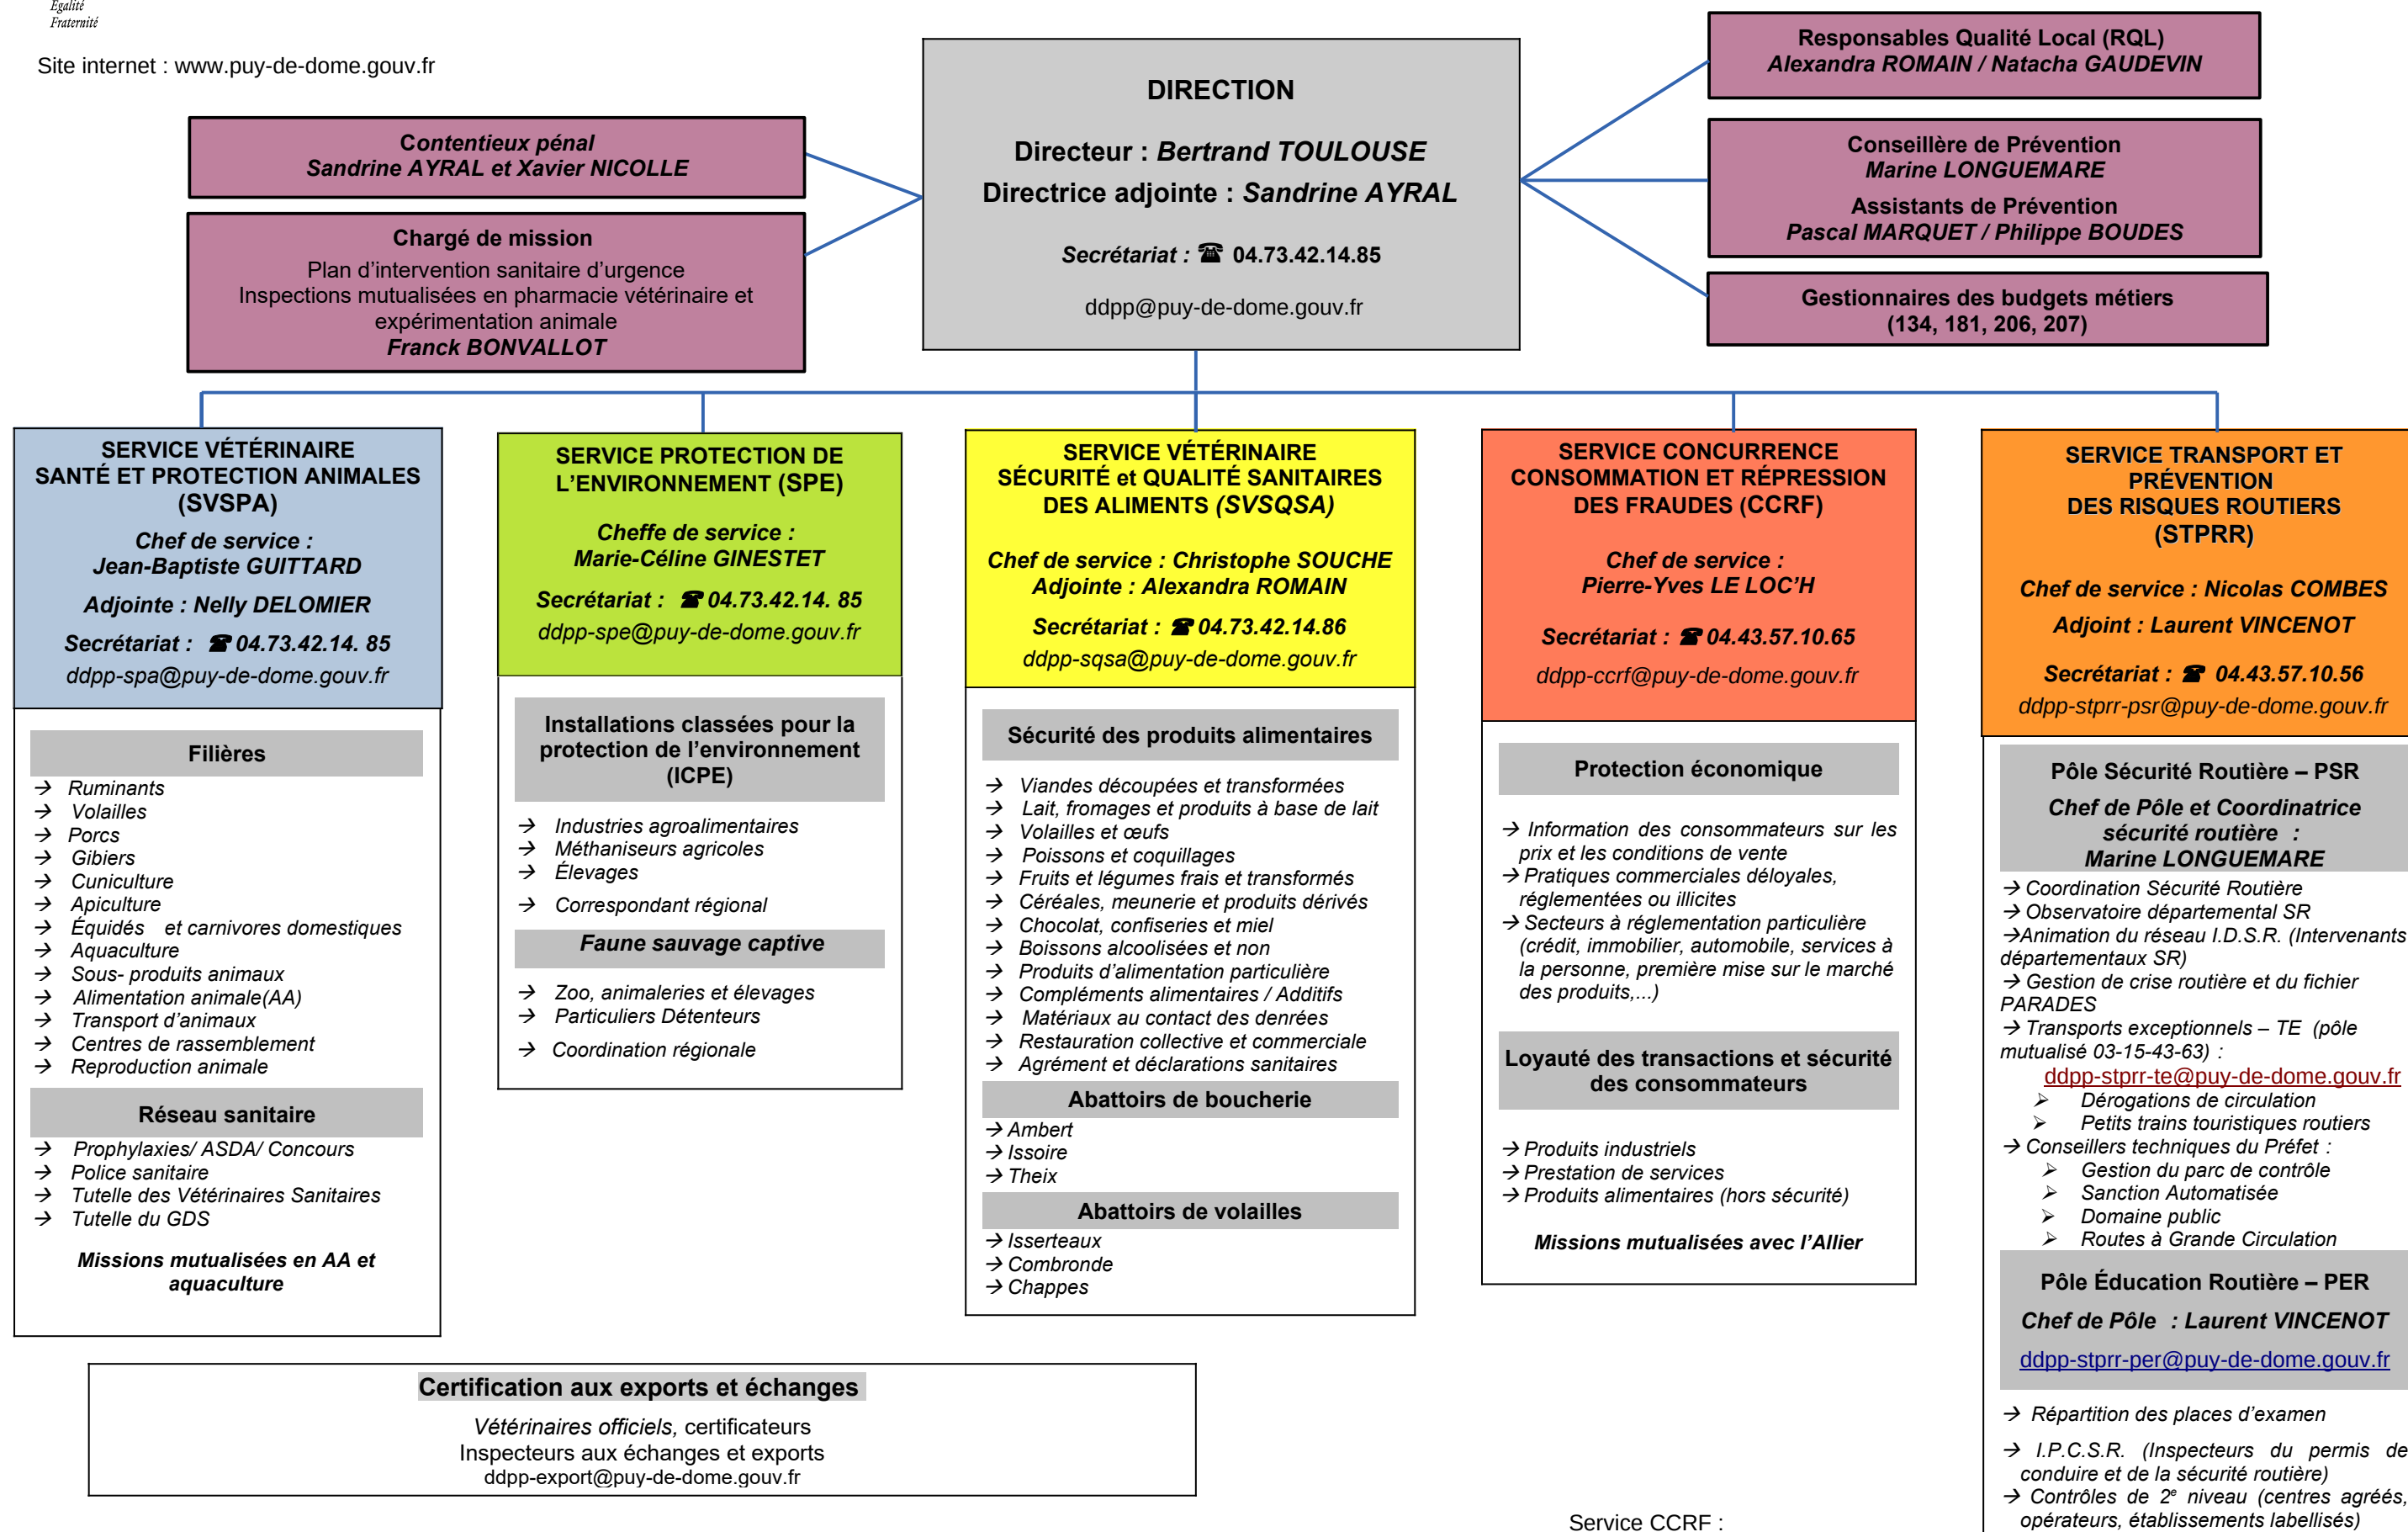 Égalité
Fraternité
Site internet : www.puy-de-dome.gouv.fr
Contentieux pénal
Sandrine AYRAL et Xavier NICOLLE
Chargé de mission
Plan d’intervention sanitaire d’urgence
Inspections mutualisées en pharmacie vétérinaire et
expérimentation animale
Franck BONVALLOT
DIRECTION
Directeur : Bertrand TOULOUSE
Directrice adjointe : Sandrine AYRAL
Secrétariat : ☎ 04.73.42.14.85
ddpp@puy-de-dome.gouv.fr
Responsables Qualité Local (RQL)
Alexandra ROMAIN / Natacha GAUDEVIN
Conseillère de Prévention
Marine LONGUEMARE
Assistants de Prévention
Pascal MARQUET / Philippe BOUDES
Gestionnaires des budgets métiers
(134, 181, 206, 207)
SERVICE VÉTÉRINAIRE
SANTÉ ET PROTECTION ANIMALES
(SVSPA)
Chef de service :
Jean-Baptiste GUITTARD
Adjointe : Nelly DELOMIER
Secrétariat : ☎ 04.73.42.14. 85
ddpp-spa@puy-de-dome.gouv.fr
Filières
→ Ruminants
→ Volailles
→ Porcs
→ Gibiers
→ Cuniculture
→ Apiculture
→ Équidés et carnivores domestiques
→ Aquaculture
→ Sous- produits animaux
→ Alimentation animale(AA)
→ Transport d’animaux
→ Centres de rassemblement
→ Reproduction animale
Réseau sanitaire
→ Prophylaxies/ ASDA/ Concours
→ Police sanitaire
→ Tutelle des Vétérinaires Sanitaires
→ Tutelle du GDS
Missions mutualisées en AA et
aquaculture
SERVICE PROTECTION DE
L’ENVIRONNEMENT (SPE)
Cheffe de service :
Marie-Céline GINESTET
Secrétariat : ☎ 04.73.42.14. 85
ddpp-spe@puy-de-dome.gouv.fr
Installations classées pour la
protection de l’environnement
(ICPE)
→ Industries agroalimentaires
→ Méthaniseurs agricoles
→ Élevages
→ Correspondant régional
Faune sauvage captive
→ Zoo, animaleries et élevages
→ Particuliers Détenteurs
→ Coordination régionale
SERVICE VÉTÉRINAIRE
SÉCURITÉ et QUALITÉ SANITAIRES
DES ALIMENTS (SVSQSA)
Chef de service : Christophe SOUCHE
Adjointe : Alexandra ROMAIN
Secrétariat : ☎ 04.73.42.14.86
ddpp-sqsa@puy-de-dome.gouv.fr
Sécurité des produits alimentaires
→ Viandes découpées et transformées
→ Lait, fromages et produits à base de lait
→ Volailles et œufs
→ Poissons et coquillages
→ Fruits et légumes frais et transformés
→ Céréales, meunerie et produits dérivés
→ Chocolat, confiseries et miel
→ Boissons alcoolisées et non
→ Produits d’alimentation particulière
→ Compléments alimentaires / Additifs
→ Matériaux au contact des denrées
→ Restauration collective et commerciale
→ Agrément et déclarations sanitaires
Abattoirs de boucherie
→ Ambert
→ Issoire
→ Theix
Abattoirs de volailles
→ Isserteaux
→ Combronde
→ Chappes
SERVICE CONCURRENCE
CONSOMMATION ET RÉPRESSION
DES FRAUDES (CCRF)
Chef de service :
Pierre-Yves LE LOC’H
Secrétariat : ☎ 04.43.57.10.65
ddpp-ccrf@puy-de-dome.gouv.fr
Protection économique
→ Information des consommateurs sur les
prix et les conditions de vente
→ Pratiques commerciales déloyales,
réglementées ou illicites
→ Secteurs à réglementation particulière
(crédit, immobilier, automobile, services à
la personne, première mise sur le marché
des produits,...)
Loyauté des transactions et sécurité
des consommateurs
→ Produits industriels
→ Prestation de services
→ Produits alimentaires (hors sécurité)
Missions mutualisées avec l’Allier
SERVICE TRANSPORT ET
PRÉVENTION
DES RISQUES ROUTIERS
(STPRR)
Chef de service : Nicolas COMBES
Adjoint : Laurent VINCENOT
Secrétariat : ☎ 04.43.57.10.56
ddpp-stprr-psr@puy-de-dome.gouv.fr
Pôle Sécurité Routière – PSR
Chef de Pôle et Coordinatrice
sécurité routière :
Marine LONGUEMARE
→ Coordination Sécurité Routière
→ Observatoire départemental SR
→Animation du réseau I.D.S.R. (Intervenants
départementaux SR)
→ Gestion de crise routière et du fichier
PARADES
→ Transports exceptionnels – TE (pôle
mutualisé 03-15-43-63) :
ddpp-stprr-te@puy-de-dome.gouv.fr
➢ Dérogations de circulation
➢ Petits trains touristiques routiers
→ Conseillers techniques du Préfet :
➢ Gestion du parc de contrôle
➢ Sanction Automatisée
➢ Domaine public
➢ Routes à Grande Circulation
Pôle Éducation Routière – PER
Chef de Pôle : Laurent VINCENOT
ddpp-stprr-per@puy-de-dome.gouv.fr
→ Répartition des places d’examen
→ I.P.C.S.R. (Inspecteurs du permis de
conduire et de la sécurité routière)
→ Contrôles de 2e niveau (centres agréés,
opérateurs, établissements labellisés)
Certification aux exports et échanges
Vétérinaires officiels, certificateurs
Inspecteurs aux échanges et exports
ddpp-export@puy-de-dome.gouv.fr
Service CCRF :